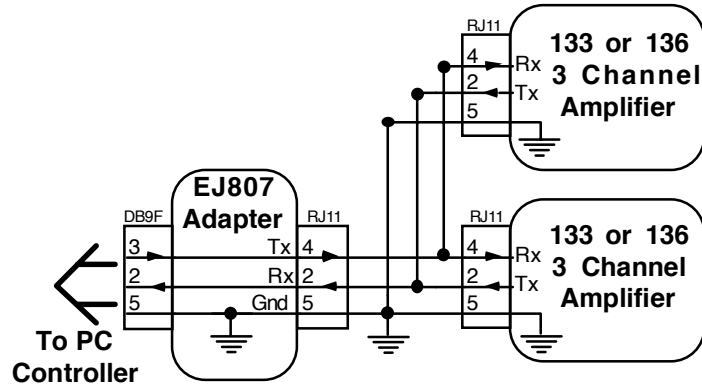 RJ11
4
Rx
2
Tx
5
133 or 136
3 Channel
Amplifier
EJ807
Adapter
DB9F
3
Tx
2
Rx
5
Gnd
RJ11
4
2
5
RJ11
4
Rx
2
Tx
5
133 or 136
3 Channel
Amplifier
To PC
Controller